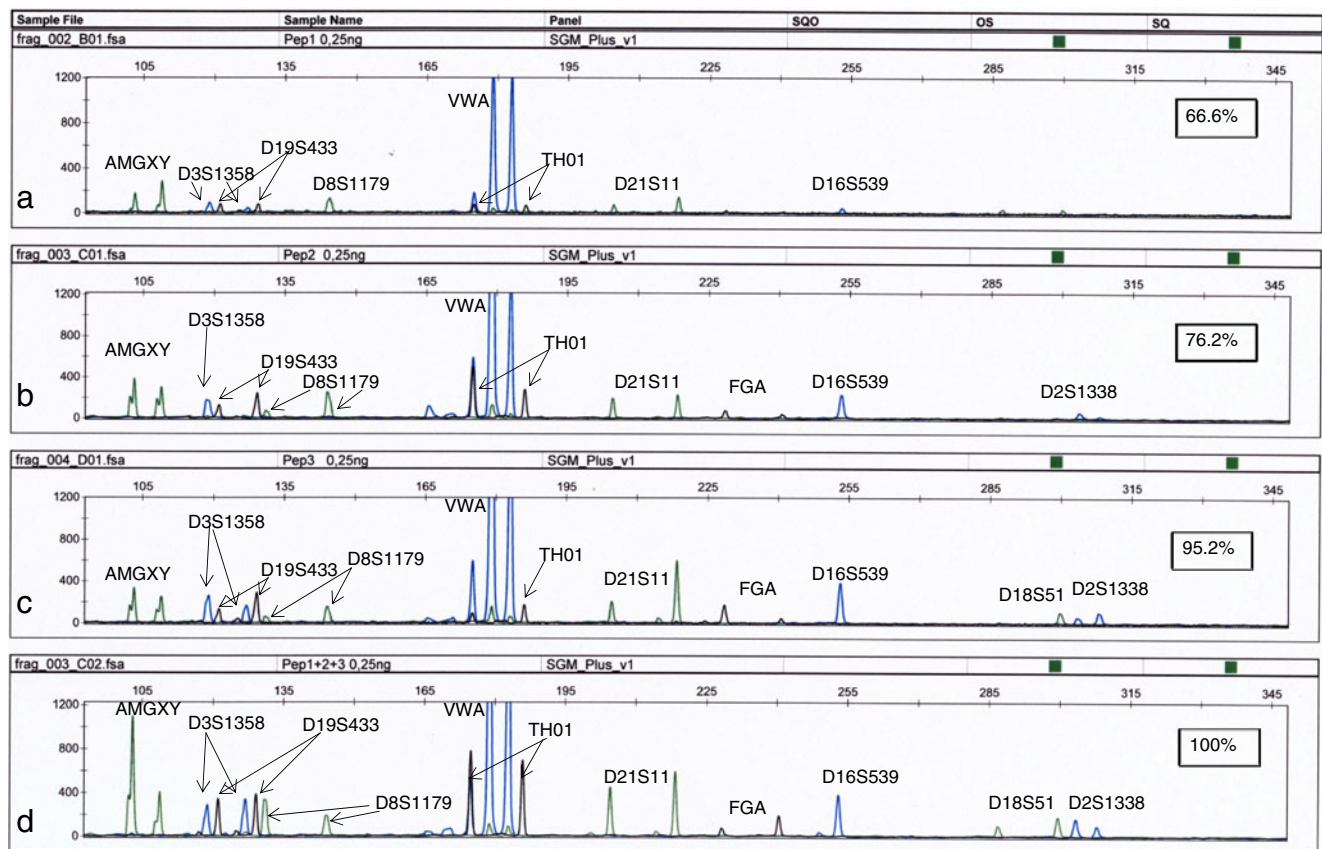 Sample File Sample Name Panel SQO OS SQ
frag_002_B01.fsa Pep1 0,25ng SGM_Plus_v1
105 135 165 195 225 255 285 315 345
1200
800
400
0
AMGXY
D3S1358
D19S433
D8S1179
VWA
TH01
D21S11
D16S539
66.6%
a
frag_003_C01.fsa Pep2 0,25ng SGM_Plus_v1
105 135 165 195 225 255 285 315 345
1200
800
400
0
AMGXY
D3S1358
D19S433
D8S1179
VWA
TH01
D21S11
FGA
D16S539
D2S1338
76.2%
b
frag_004_D01.fsa Pep3 0,25ng SGM_Plus_v1
105 135 165 195 225 255 285 315 345
1200
800
400
0
AMGXY
D3S1358
D19S433
D8S1179
VWA
TH01
D21S11
FGA
D16S539
D18S51
D2S1338
95.2%
c
frag_003_C02.fsa Pep1+2+3 0,25ng SGM_Plus_v1
105 135 165 195 225 255 285 315 345
1200
800
400
0
AMGXY
D3S1358
D19S433
D8S1179
VWA
TH01
D21S11
FGA
D16S539
D18S51
D2S1338
100%
d